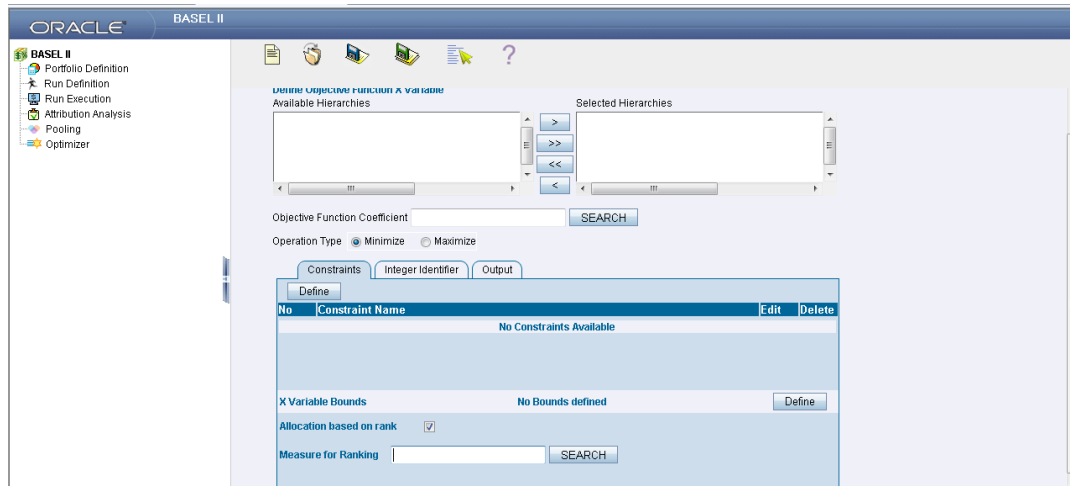 ORACLE
BASEL II
BASEL II
Portfolio Definition
Run Definition
Run Execution
Attribution Analysis
Pooling
Optimizer
?
Define Objective Function X Variable
Available Hierarchies Selected Hierarchies
>
>>
<<
<
Objective Function Coefficient SEARCH
Operation Type Minimize Maximize
Constraints Integer Identifier Output
Define
No Constraint Name Edit Delete
No Constraints Available
X Variable Bounds No Bounds defined Define
Allocation based on rank
Measure for Ranking SEARCH